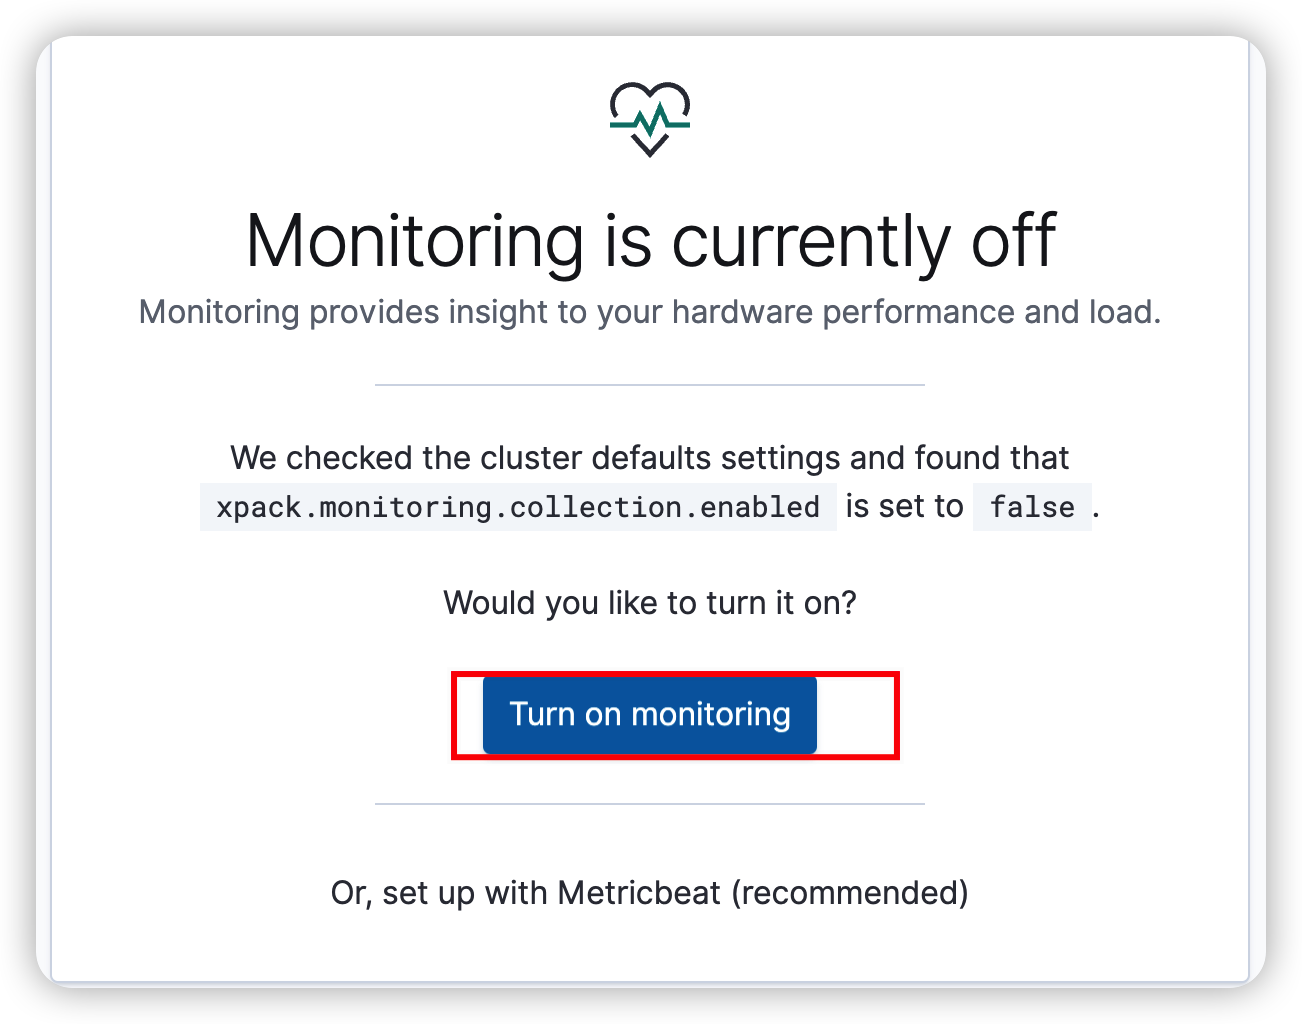 Monitoring is currently off
Monitoring provides insight to your hardware performance and load.
We checked the cluster defaults settings and found that
xpack.monitoring.collection.enabled is set to false.
Would you like to turn it on?
Turn on monitoring
Or, set up with Metricbeat (recommended)